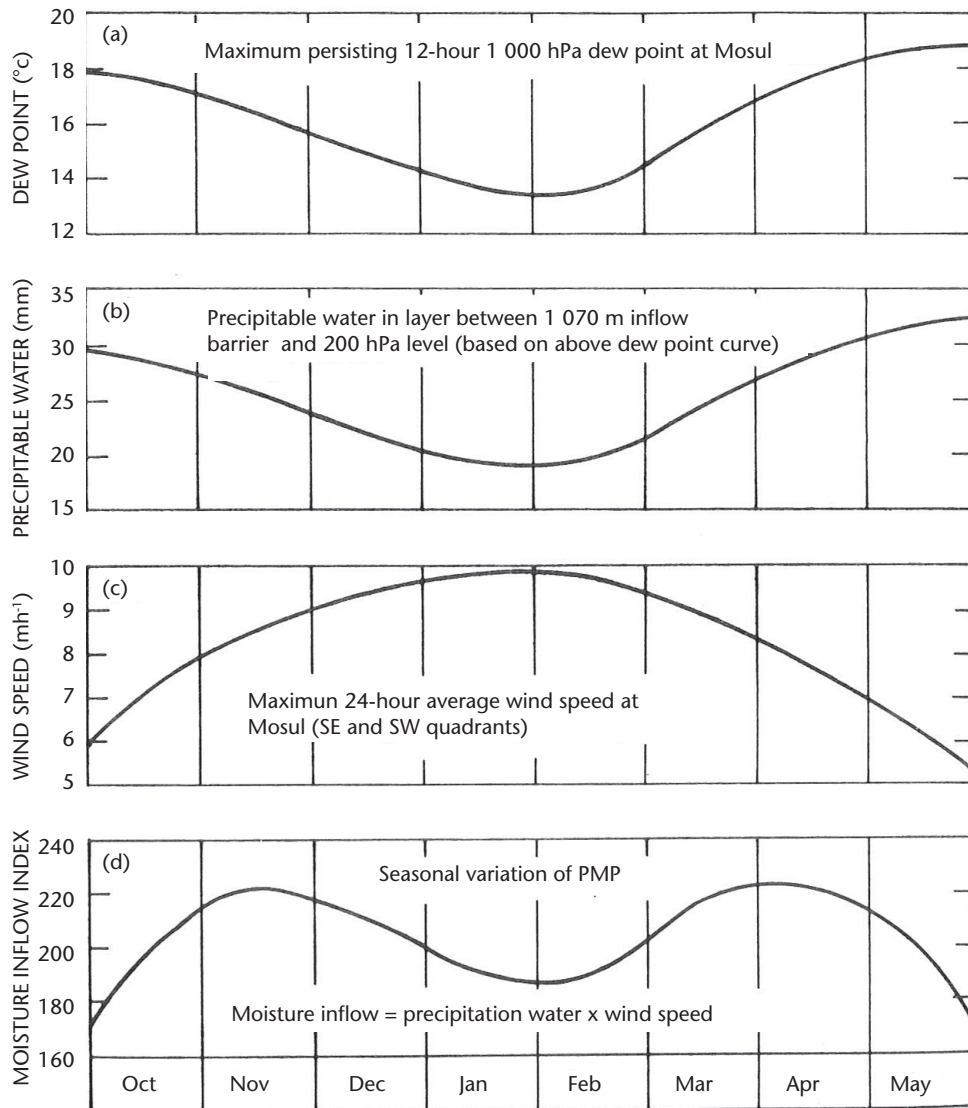 20
18
16
14
12
DEW POINT (°c)
(a)
Maximum persisting 12-hour 1 000 hPa dew point at Mosul
35
30
25
20
15
PRECIPITABLE WATER (mm)
(b)
Precipitable water in layer between 1 070 m inflow
barrier and 200 hPa level (based on above dew point curve)
10
9
8
7
6
5
WIND SPEED (mh-1)
(c)
Maximun 24-hour average wind speed at
Mosul (SE and SW quadrants)
240
220
200
180
160
MOISTURE INFLOW INDEX
(d)
Seasonal variation of PMP
Moisture inflow = precipitation water x wind speed
Oct Nov Dec Jan Feb Mar Apr May